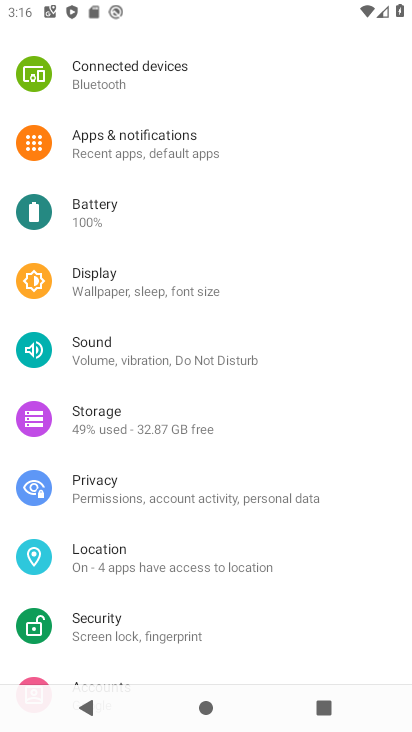 3:16
Connected devices
Bluetooth
Apps & notifications
Recent apps, default apps
Battery
100%
Display
Wallpaper, sleep, font size
Sound
Volume, vibration, Do Not Disturb
Storage
49% used - 32.87 GB free
Privacy
Permissions, account activity, personal data
Location
On - 4 apps have access to location
Security
Screen lock, fingerprint
Accounts